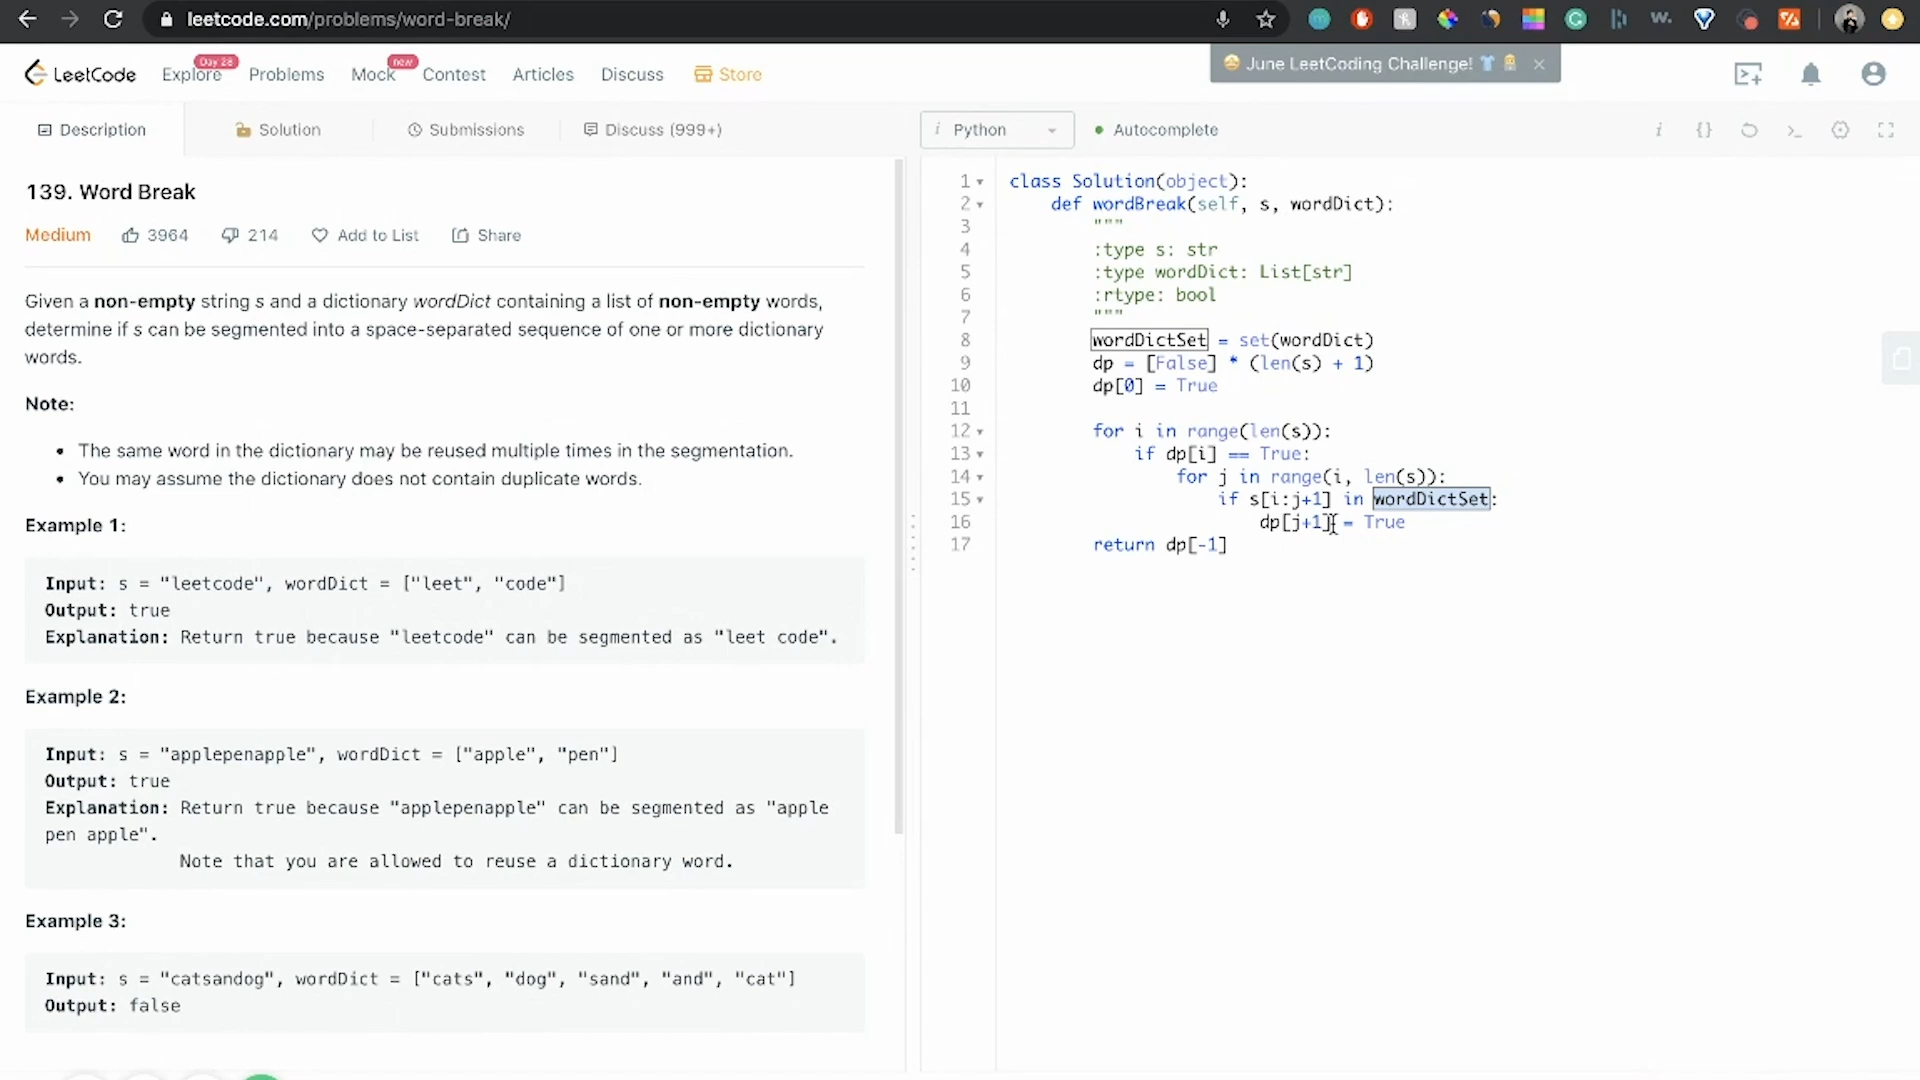 leetcode.com/problems/word-break/
LeetCode
Explore
Day 28
Problems
Mock
new
Contest
Articles
Discuss
Store
June LeetCoding Challenge!
Description
Solution
Submissions
Discuss (999+)
139. Word Break
Medium 3964 214 Add to List Share
Given a non-empty string s and a dictionary wordDict containing a list of non-empty words,
determine if s can be segmented into a space-separated sequence of one or more dictionary
words.
Note:
• The same word in the dictionary may be reused multiple times in the segmentation.
• You may assume the dictionary does not contain duplicate words.
Example 1:
Input: s = "leetcode", wordDict = ["leet", "code"]
Output: true
Explanation: Return true because "leetcode" can be segmented as "leet code".
Example 2:
Input: s = "applepenapple", wordDict = ["apple", "pen"]
Output: true
Explanation: Return true because "applepenapple" can be segmented as "apple
pen apple".
Note that you are allowed to reuse a dictionary word.
Example 3:
Input: s = "catsandog", wordDict = ["cats", "dog", "sand", "and", "cat"]
Output: false
i Python
Autocomplete
i {}
1 class Solution(object):
2 def wordBreak(self, s, wordDict):
3 """
4 :type s: str
5 :type wordDict: List[str]
6 :rtype: bool
7 """
8 wordDictSet = set(wordDict)
9 dp = [False] * (len(s) + 1)
10 dp[0] = True
11
12 for i in range(len(s)):
13 if dp[i] == True:
14 for j in range(i, len(s)):
15 if s[i:j+1] in wordDictSet:
16 dp[j+1] = True
17 return dp[-1]